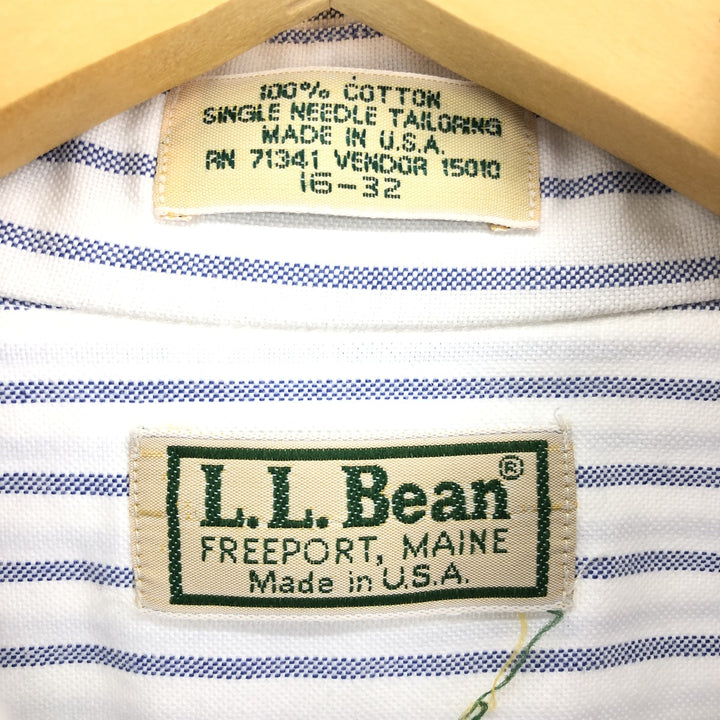 100% COTTON
SINGLE NEEDLE TAILORING
MADE IN U.S.A.
RN 71341 VENDOR 15010
16-32
L.L.Bean®
FREEPORT, MAINE
Made in U.S.A.